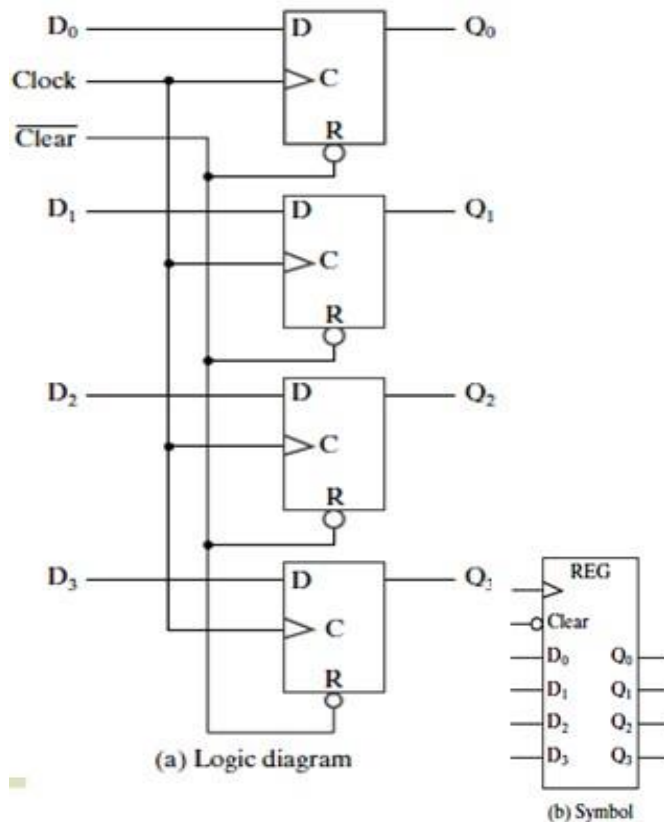 D₀ D Q₀
Clock C
C̅l̅e̅a̅r̅ R
D₁ D Q₁
C
R
D₂ D Q₂
C
R
D₃ D Q₃
C
R
(a) Logic diagram
REG
Clear
D₀ Q₀
D₁ Q₁
D₂ Q₂
D₃ Q₃
(b) Symbol